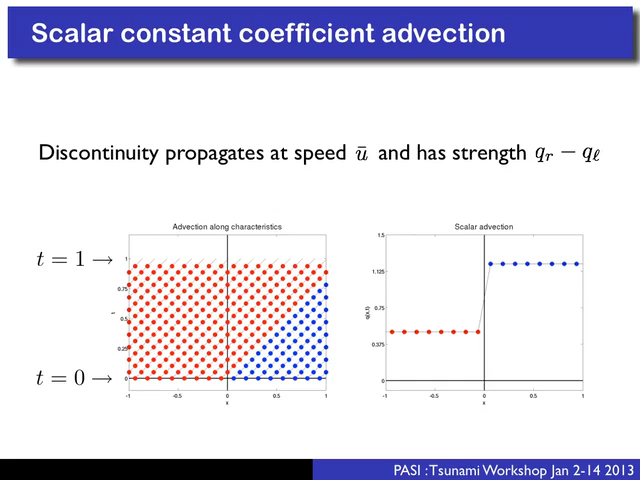 Scalar constant coefficient advection
Discontinuity propagates at speed ū and has strength qᵣ − qℓ
Advection along characteristics
t = 1 →
1
0.75
0.5
0.25
0
t
t = 0 →
-1 -0.5 0 0.5 1
x
Scalar advection
1.5
1.125
0.75
0.375
0
q(x,t)
-1 -0.5 0 0.5 1
x
PASI : Tsunami Workshop Jan 2-14 2013